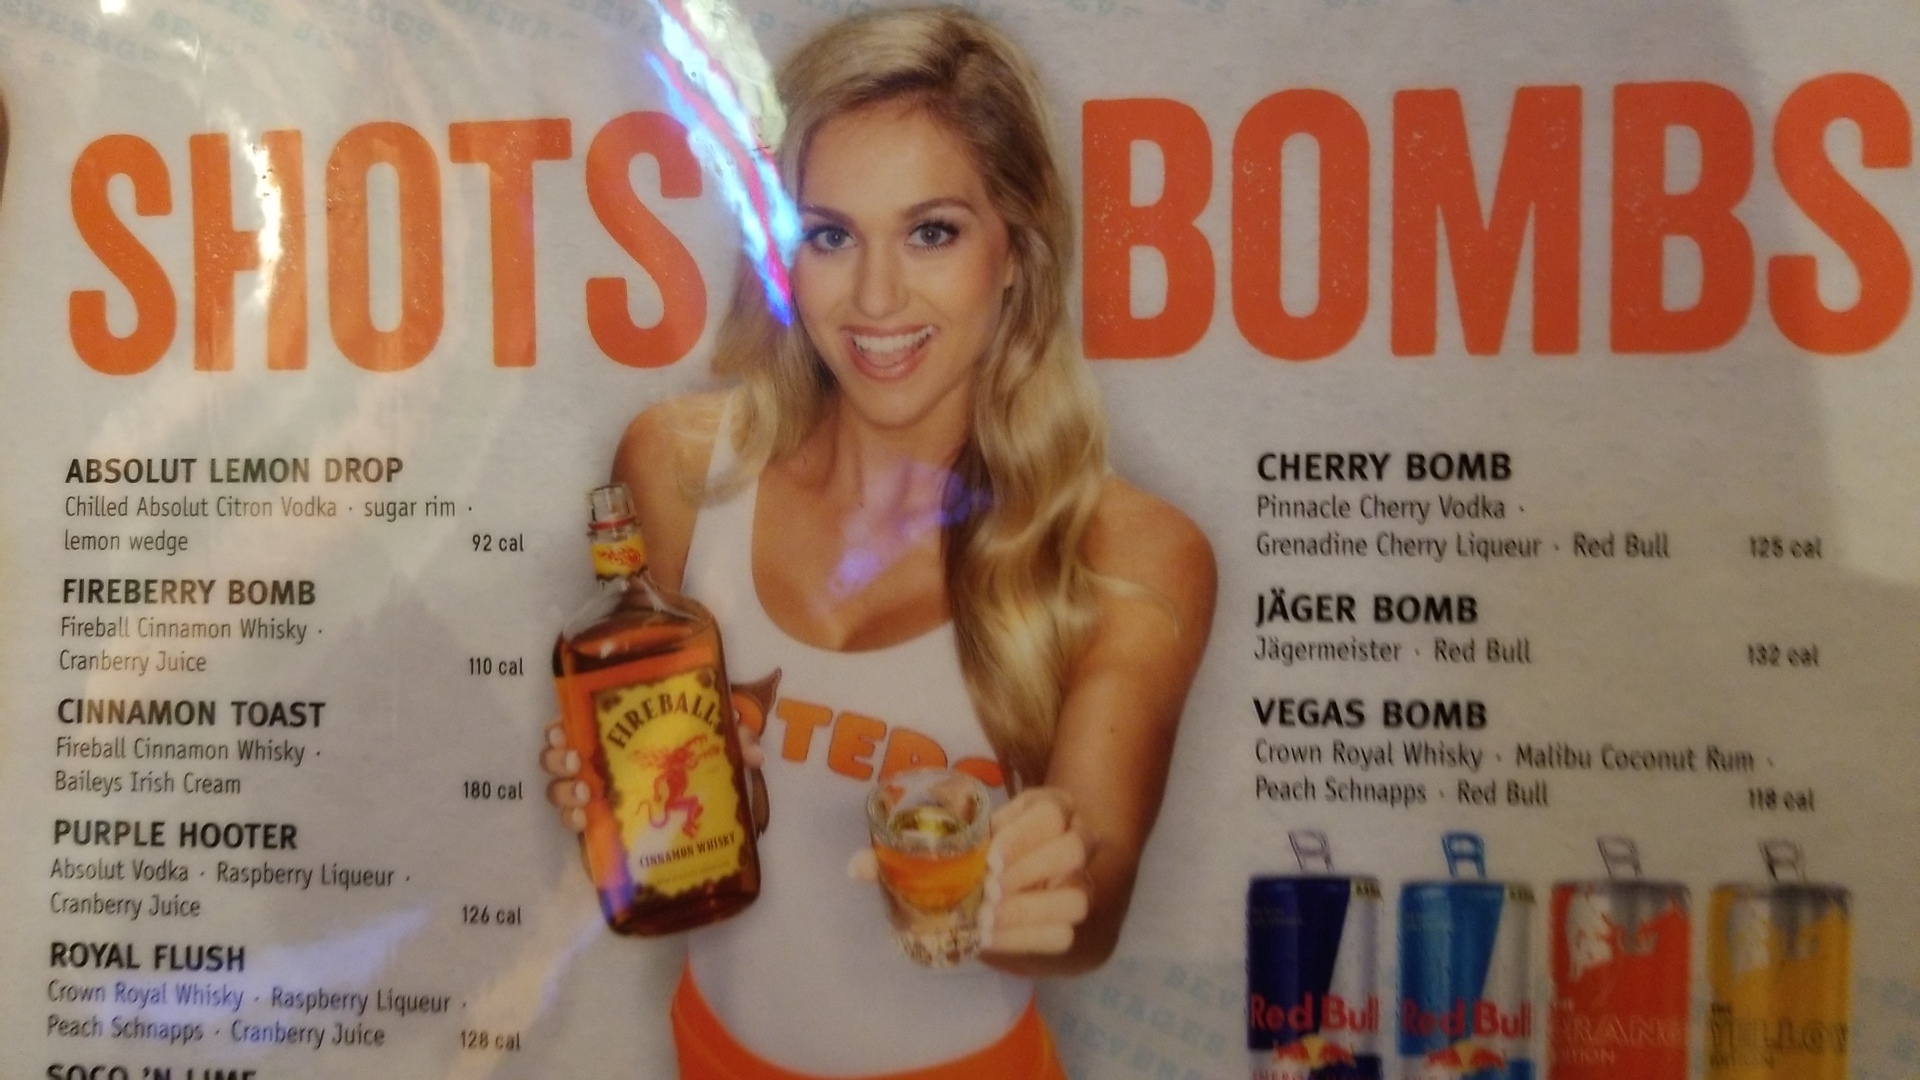 SHOTS
ABSOLUT LEMON DROP
Chilled Absolut Citron Vodka · sugar rim ·
lemon wedge 92 cal
FIREBERRY BOMB
Fireball Cinnamon Whisky ·
Cranberry Juice 110 cal
CINNAMON TOAST
Fireball Cinnamon Whisky ·
Baileys Irish Cream 180 cal
PURPLE HOOTER
Absolut Vodka · Raspberry Liqueur ·
Cranberry Juice 126 cal
ROYAL FLUSH
Crown Royal Whisky · Raspberry Liqueur ·
Peach Schnapps · Cranberry Juice 128 cal
SOCO 'N LIME
FIREBALL
CINNAMON WHISKY
BOMBS
CHERRY BOMB
Pinnacle Cherry Vodka ·
Grenadine Cherry Liqueur · Red Bull 125 cal
JÄGER BOMB
Jägermeister · Red Bull 132 cal
VEGAS BOMB
Crown Royal Whisky · Malibu Coconut Rum ·
Peach Schnapps · Red Bull 118 cal
Red Bull
Red Bull
YELLOW